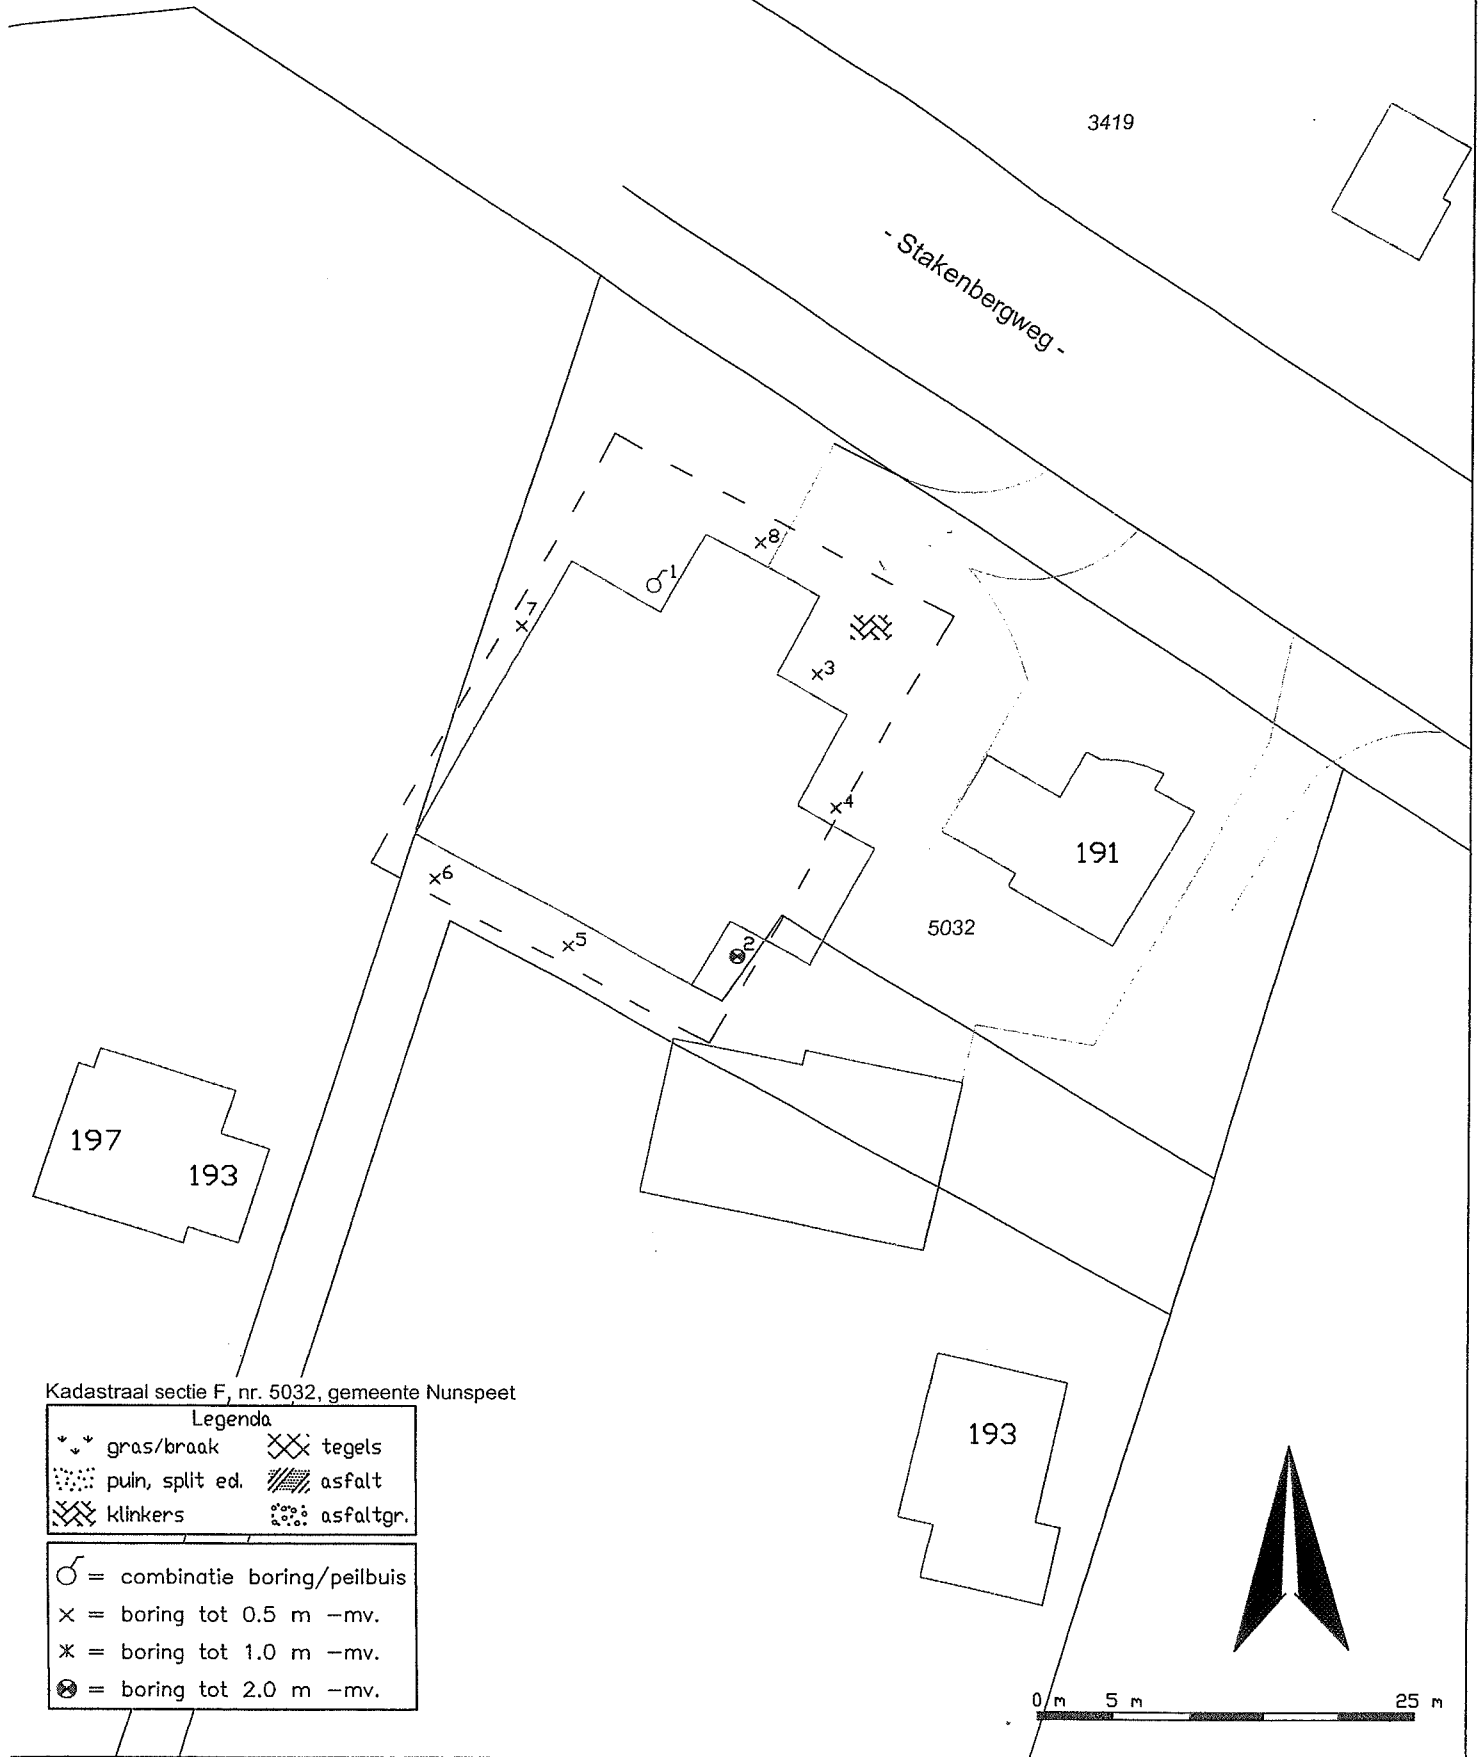 3419
- Stakenbergweg -
8
1
7
3
4
191
6
5
2
5032
197
193
Kadastraal sectie F, nr. 5032, gemeente Nunspeet
Legenda
gras/braak
tegels
puin, split ed.
asfalt
klinkers
asfaltgr.
193
= combinatie boring/peilbuis
= boring tot 0.5 m -mv.
= boring tot 1.0 m -mv.
= boring tot 2.0 m -mv.
0 m 5 m 25 m